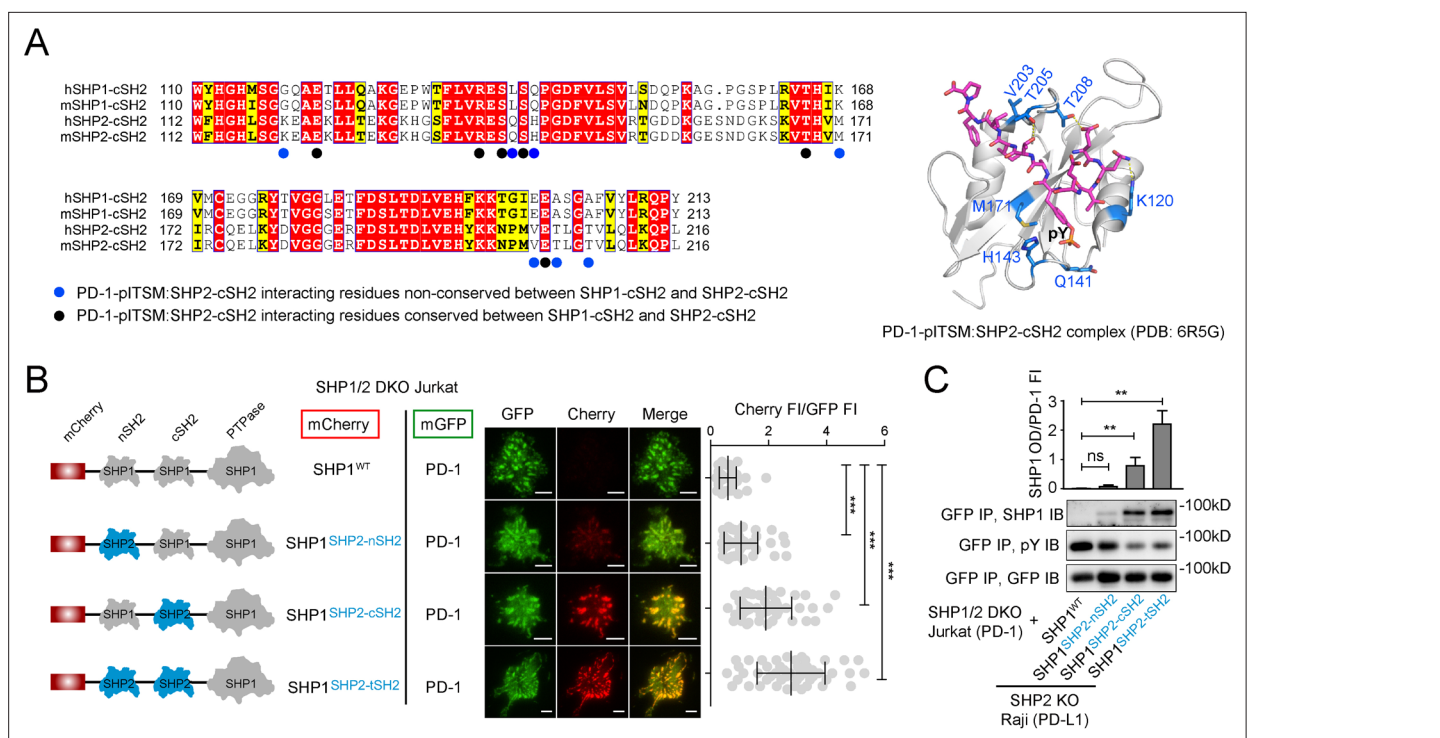 A
hSHP1-cSH2 110 WYHGHMSGGQAETLLQAKGEPWTFLVRESLSQPGDFVLSVLSDQPKAG.PGSPLRVTHIK 168
mSHP1-cSH2 110 WYHGHISGGQAESLLQAKGEPWTFLVRESLSQPGDFVLSVLNDQPKAG.PGSPLRVTHIK 168
hSHP2-cSH2 112 WFHGHLSGKEAEKLLTEKGKHGSFLVRESQSHPGDFVLSVRTGDDKGESNDGKSKVTHVM 171
mSHP2-cSH2 112 WFHGHLSGKEAEKLLTEKGKHGSFLVRESQSHPGDFVLSVRTGDDKGESNDGKSKVTHVM 171
hSHP1-cSH2 169 VMCEGGRYTVGGLETFDSLTDLVEHFKKTGIEEASGAFVYLRQPY 213
mSHP1-cSH2 169 VMCEGGRYTVGGSETFDSLTDLVEHFKKTGIEEASGAFVYLRQPY 213
hSHP2-cSH2 172 IRCQELKYDVGGGERFDSLTDLVEHYKKNPMVETLGTVLQLKQPL 216
mSHP2-cSH2 172 IRCQELKYDVGGGERFDSLTDLVEHYKKNPMVETLGTVLQLKQPL 216
PD-1-pITSM:SHP2-cSH2 interacting residues non-conserved between SHP1-cSH2 and SHP2-cSH2
PD-1-pITSM:SHP2-cSH2 interacting residues conserved between SHP1-cSH2 and SHP2-cSH2
V203
T205
T208
M171
K120
pY
H143
Q141
PD-1-pITSM:SHP2-cSH2 complex (PDB: 6R5G)
B
mCherry nSH2 cSH2 PTPase
SHP1/2 DKO Jurkat
mCherry mGFP
GFP Cherry Merge
Cherry FI/GFP FI
0 2 4 6
SHP1 SHP1 SHP1
SHP1WT PD-1
SHP2 SHP1 SHP1
SHP1SHP2-nSH2 PD-1
SHP1 SHP2 SHP1
SHP1SHP2-cSH2 PD-1
SHP2 SHP2 SHP1
SHP1SHP2-tSH2 PD-1
***
***
***
C
SHP1 OD/PD-1 FI
3
2
1
0
**
**
ns
GFP IP, SHP1 IB -100kD
GFP IP, pY IB -100kD
GFP IP, GFP IB -100kD
SHP1/2 DKO
Jurkat (PD-1) +
SHP1WT
SHP1SHP2-nSH2
SHP1SHP2-cSH2
SHP1SHP2-tSH2
SHP2 KO
Raji (PD-L1)